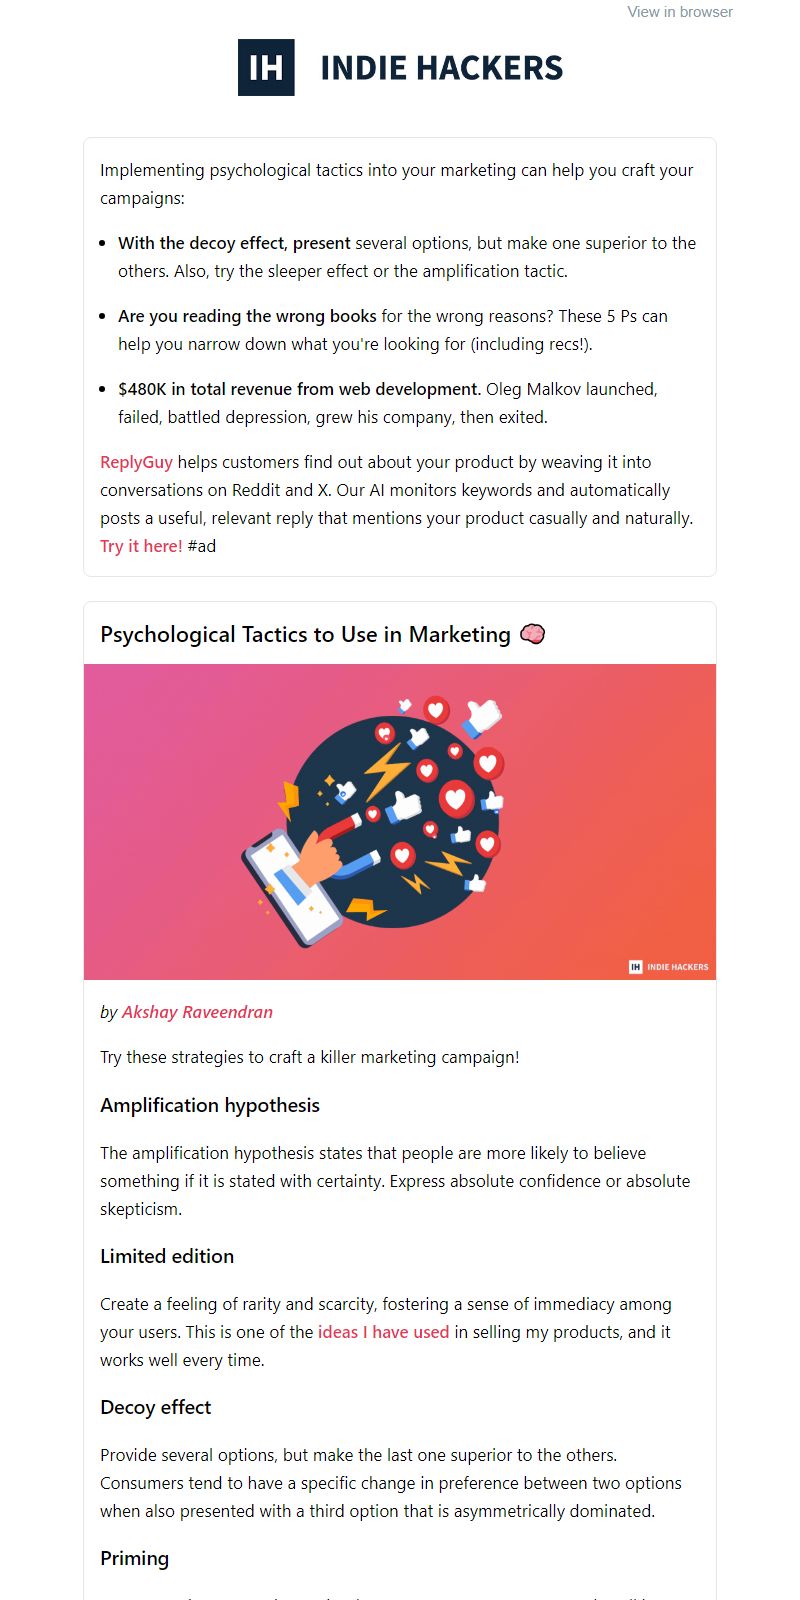 View in browser
IH INDIE HACKERS
Implementing psychological tactics into your marketing can help you craft your
campaigns:
With the decoy effect, present several options, but make one superior to the
others. Also, try the sleeper effect or the amplification tactic.
Are you reading the wrong books for the wrong reasons? These 5 Ps can
help you narrow down what you're looking for (including recs!).
$480K in total revenue from web development. Oleg Malkov launched,
failed, battled depression, grew his company, then exited.
ReplyGuy helps customers find out about your product by weaving it into
conversations on Reddit and X. Our AI monitors keywords and automatically
posts a useful, relevant reply that mentions your product casually and naturally.
Try it here! #ad
Psychological Tactics to Use in Marketing 🧠
IH INDIE HACKERS
by Akshay Raveendran
Try these strategies to craft a killer marketing campaign!
Amplification hypothesis
The amplification hypothesis states that people are more likely to believe
something if it is stated with certainty. Express absolute confidence or absolute
skepticism.
Limited edition
Create a feeling of rarity and scarcity, fostering a sense of immediacy among
your users. This is one of the ideas I have used in selling my products, and it
works well every time.
Decoy effect
Provide several options, but make the last one superior to the others.
Consumers tend to have a specific change in preference between two options
when also presented with a third option that is asymmetrically dominated.
Priming